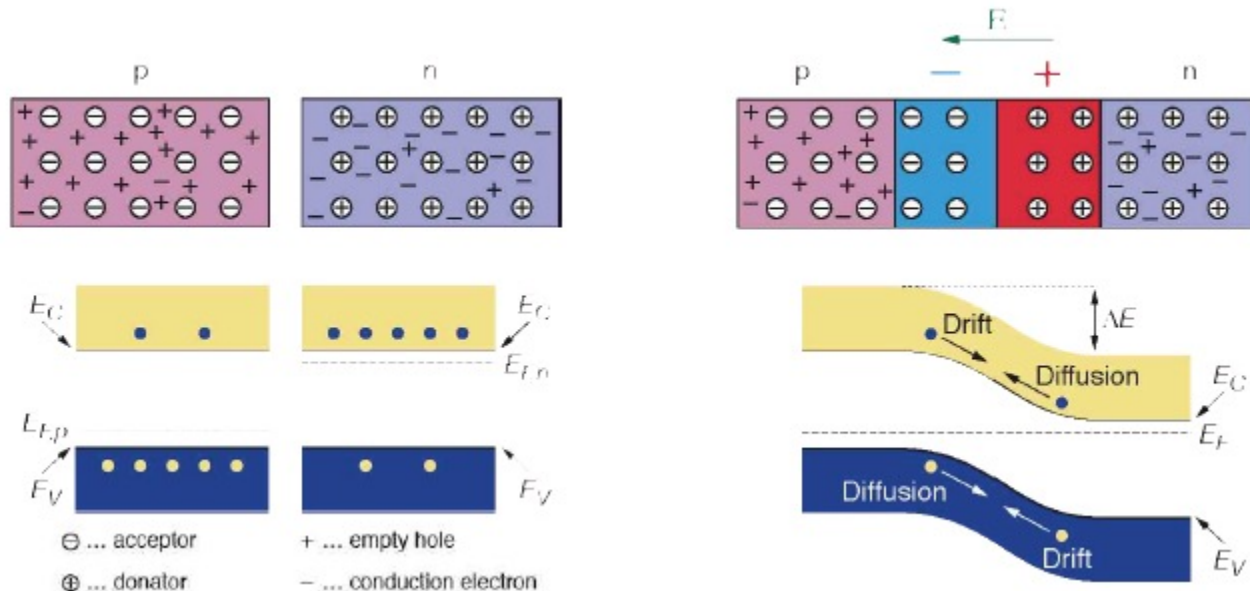 E
p n p − + n
E_C E_C
E_F,n
E_F,p
E_V E_V
⊖ ... acceptor + ... empty hole
⊕ ... donator − ... conduction electron
Drift
ΔE
Diffusion
E_C
E_F
Diffusion
Drift
E_V